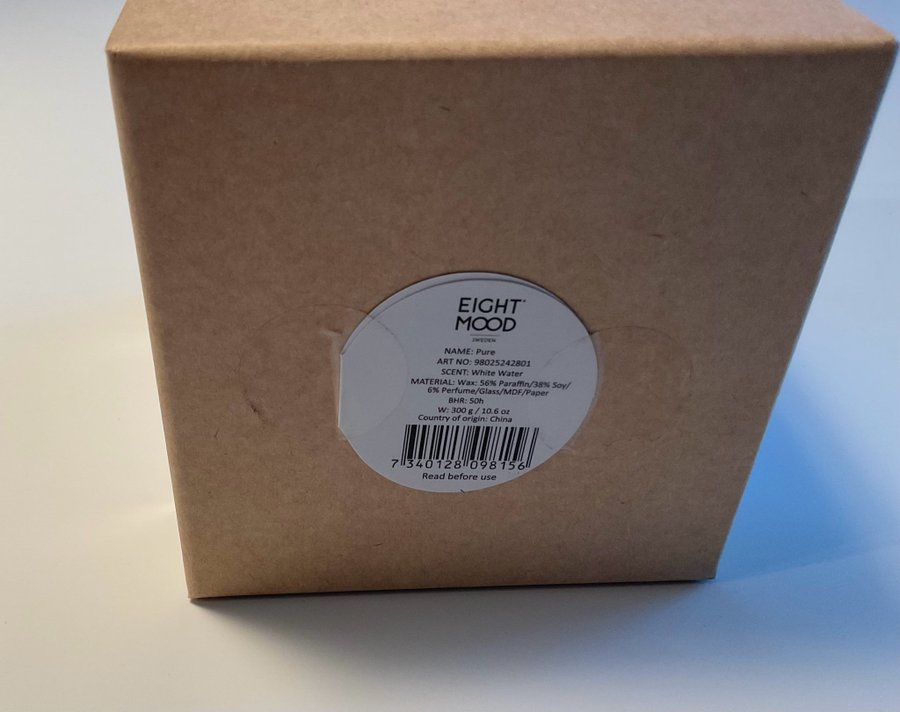 EIGHT
MOOD
SWEDEN
NAME: Pure
ART NO: 98025242801
SCENT: White Water
MATERIAL: Wax: 56% Paraffin/38% Soy/
6% Perfume/Glass/MDF/Paper
BHR: 50h
W: 300 g / 10.6 oz
Country of origin: China
7 340128 098156
Read before use